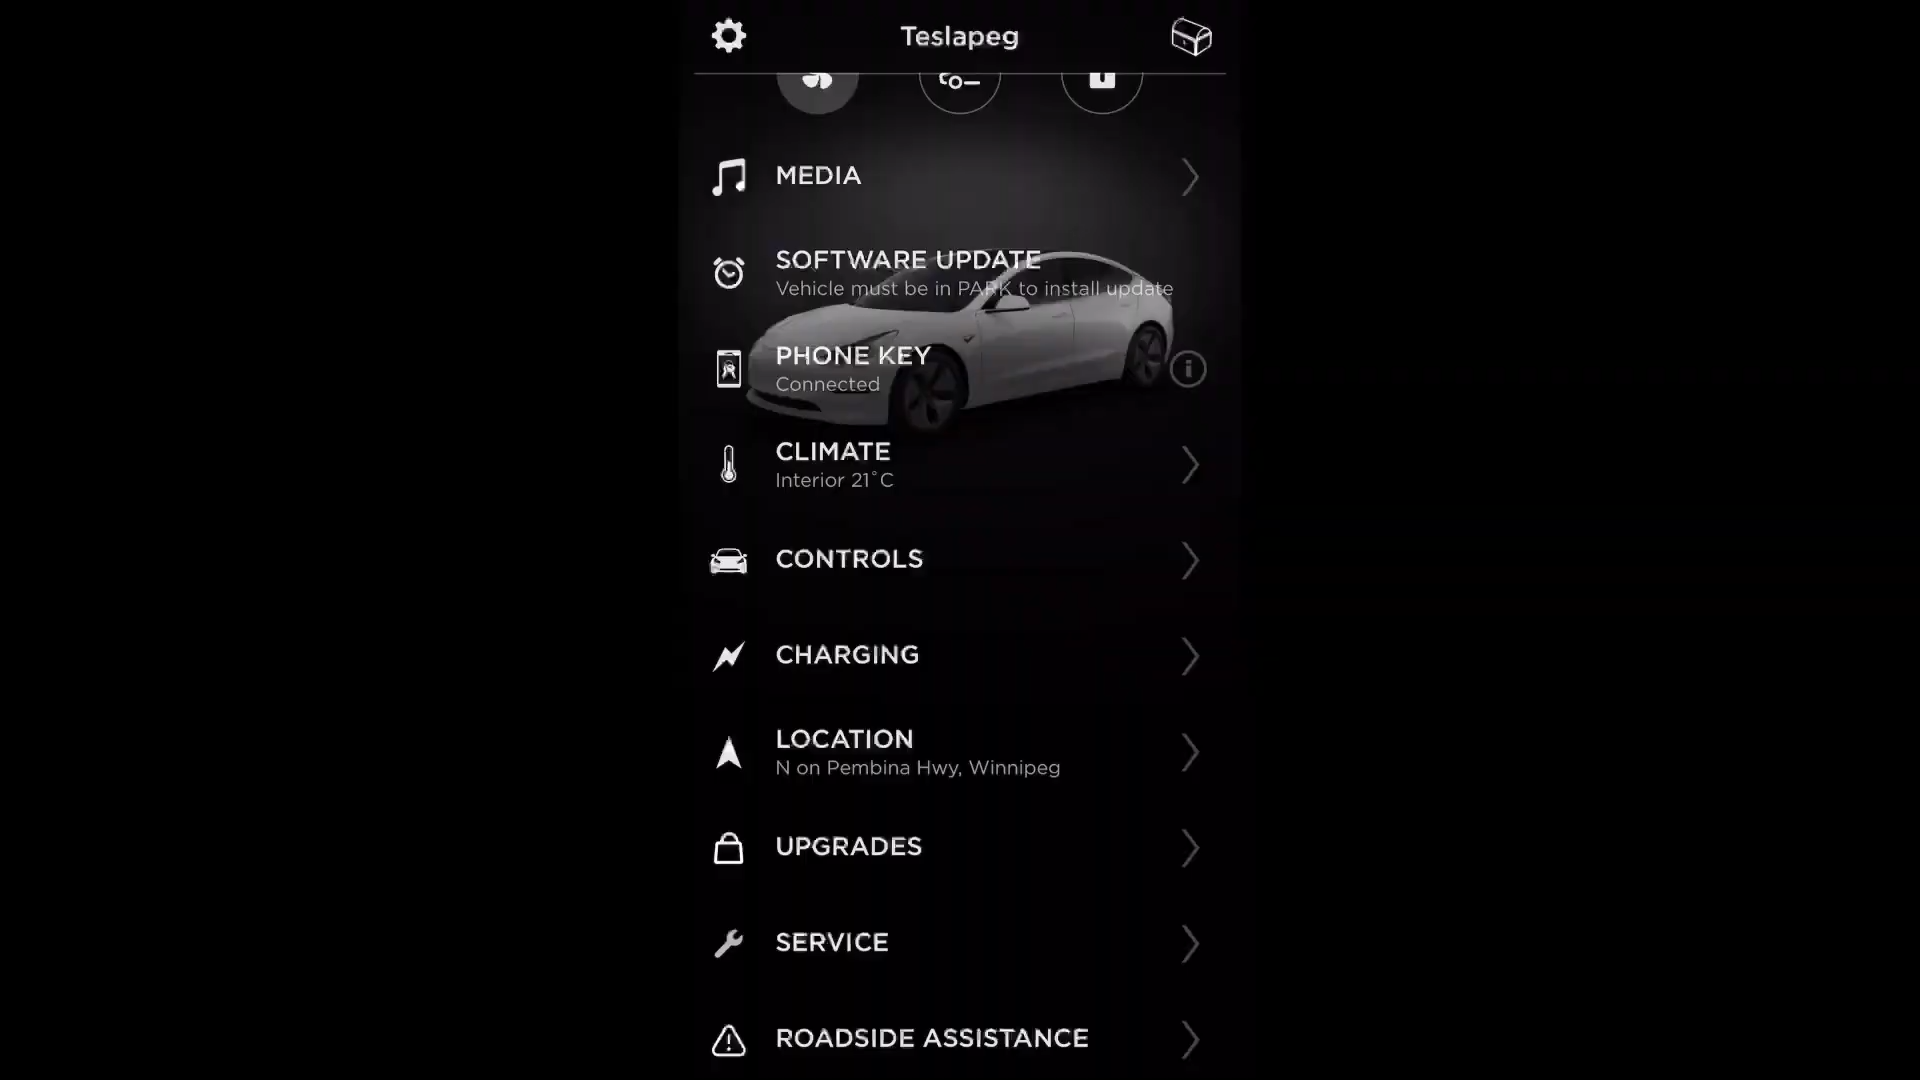 Teslapeg
MEDIA
SOFTWARE UPDATE
Vehicle must be in PARK to install update
PHONE KEY
Connected
CLIMATE
Interior 21°C
CONTROLS
CHARGING
LOCATION
N on Pembina Hwy, Winnipeg
UPGRADES
SERVICE
ROADSIDE ASSISTANCE